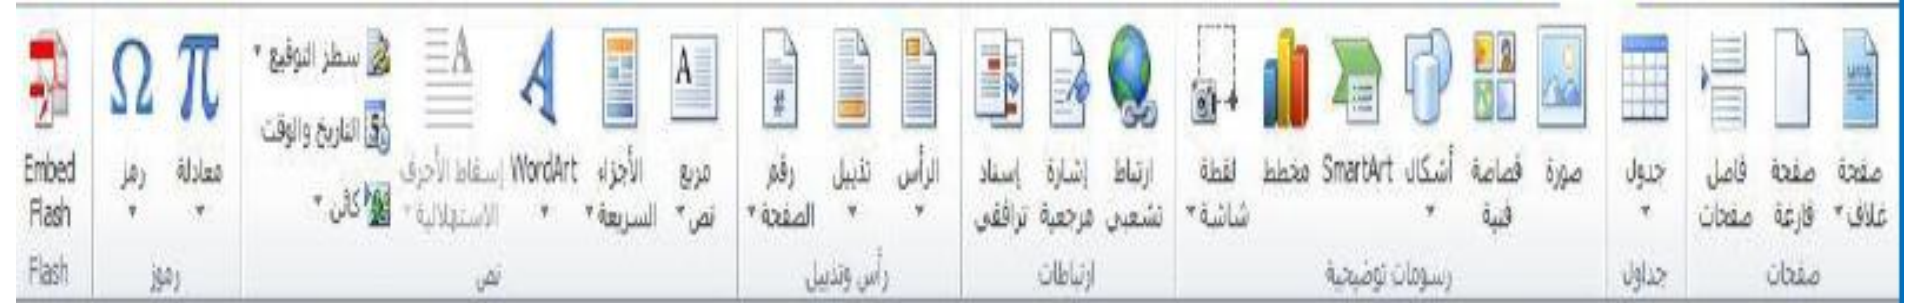 صفحة
غلاف
صفحة
فارغة
فاصل
صفحات
صفحات
جدول
جداول
صورة
قصاصة
فنية
أشكال
SmartArt
مخطط
لقطة
شاشة
رسومات توضيحية
ارتباط
تشعبي
إشارة
مرجعية
إسناد
ترافقي
ارتباطات
الرأس
تذييل
رقم
الصفحة
رأس وتذييل
A
مربع
نص
الأجزاء
السريعة
WordArt
إسقاط الأحرف
الاستهلالية
سطر التوقيع
التاريخ والوقت
كائن
نص
π
معادلة
Ω
رمز
رموز
Embed
Flash
Flash